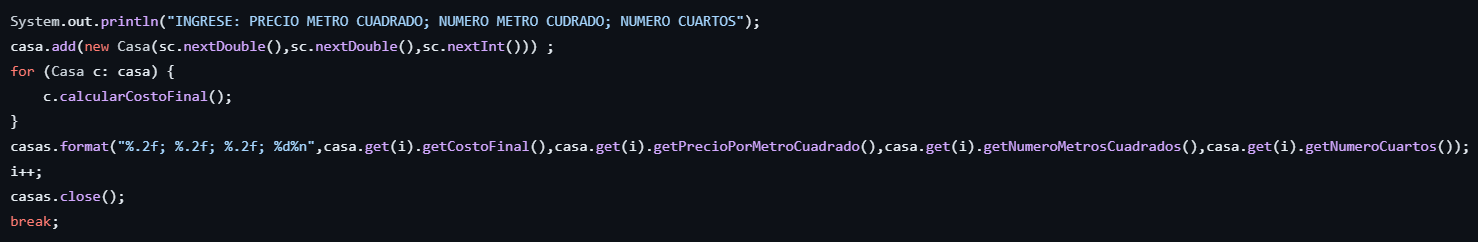 System.out.println("INGRESE: PRECIO METRO CUADRADO; NUMERO METRO CUDRADO; NUMERO CUARTOS");
casa.add(new Casa(sc.nextDouble(),sc.nextDouble(),sc.nextInt())) ;
for (Casa c: casa) {
    c.calcularCostoFinal();
}
casas.format("%.2f; %.2f; %.2f; %d%n",casa.get(i).getCostoFinal(),casa.get(i).getPrecioPorMetroCuadrado(),casa.get(i).getNumeroMetrosCuadrados(),casa.get(i).getNumeroCuartos());
i++;
casas.close();
break;